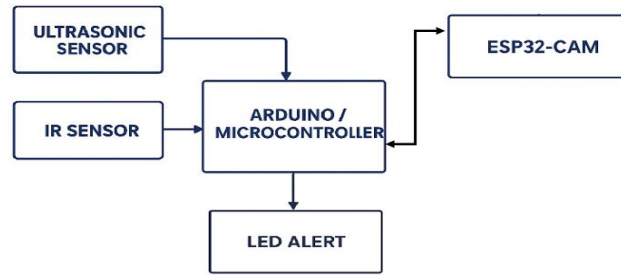 ULTRASONIC
SENSOR
ESP32-CAM
IR SENSOR
ARDUINO /
MICROCONTROLLER
LED ALERT